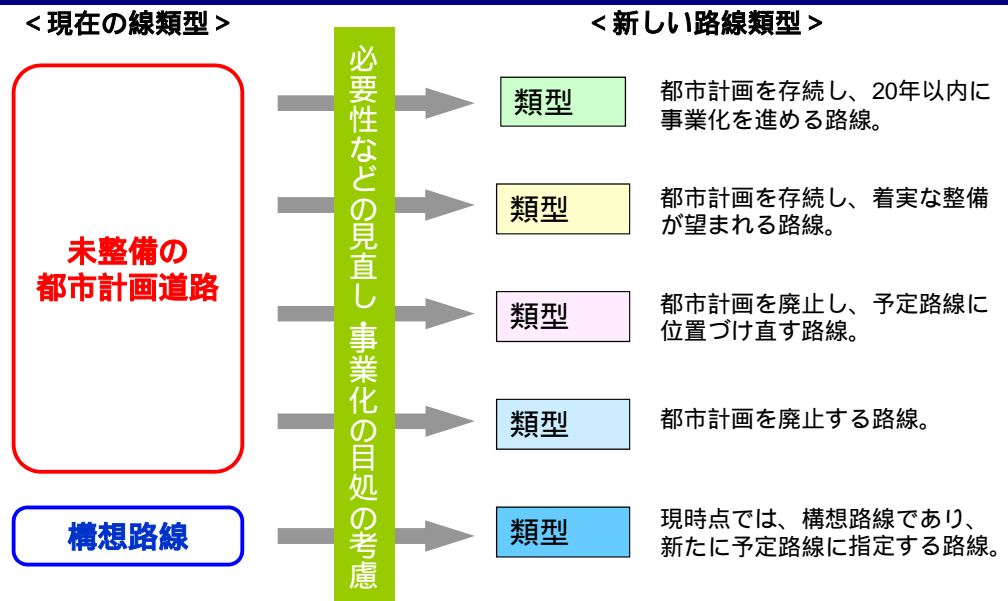 ＜現在の線類型＞
＜新しい路線類型＞
未整備の
都市計画道路
構想路線
必要性などの見直し・事業化の目処の考慮
類型
都市計画を存続し、20年以内に
事業化を進める路線。
類型
都市計画を存続し、着実な整備
が望まれる路線。
類型
都市計画を廃止し、予定路線に
位置づけ直す路線。
類型
都市計画を廃止する路線。
類型
現時点では、構想路線であり、
新たに予定路線に指定する路線。